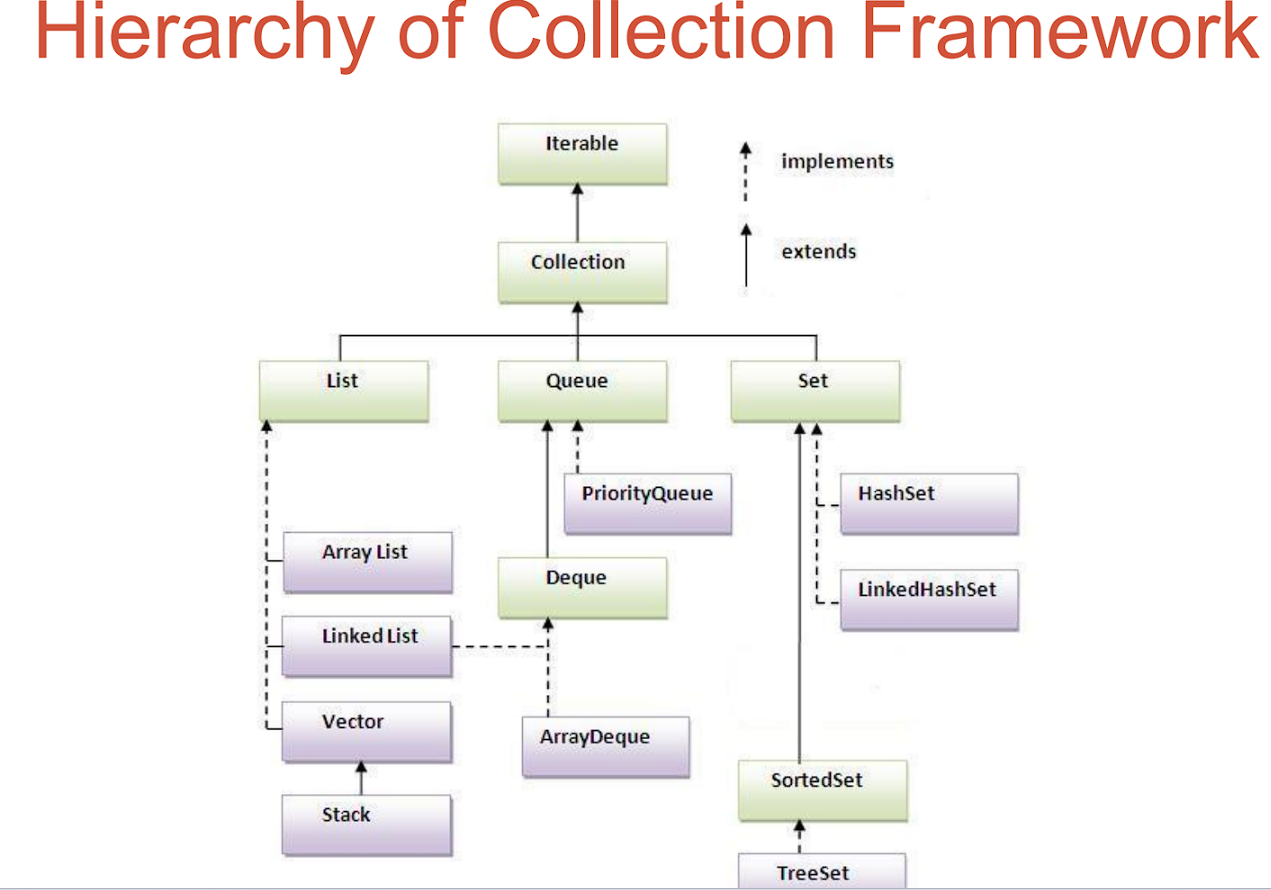 Hierarchy of Collection Framework
Iterable
implements
Collection
extends
List
Queue
Set
PriorityQueue
HashSet
Array List
Deque
LinkedHashSet
Linked List
Vector
ArrayDeque
SortedSet
Stack
TreeSet